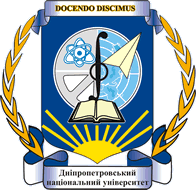 DOCENDO DISCIMUS
Дніпропетровський
національний університет